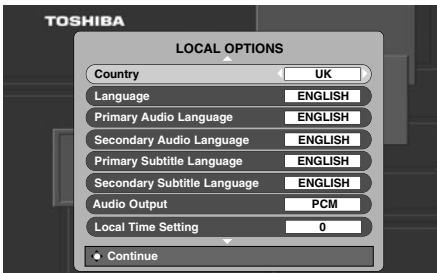 TOSHIBA
LOCAL OPTIONS
Country UK
Language ENGLISH
Primary Audio Language ENGLISH
Secondary Audio Language ENGLISH
Primary Subtitle Language ENGLISH
Secondary Subtitle Language ENGLISH
Audio Output PCM
Local Time Setting 0
Continue